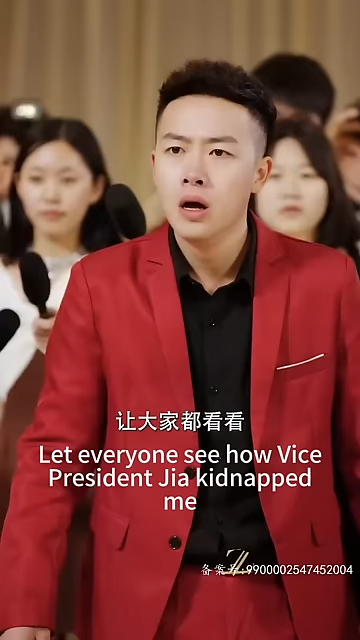 让大家都看看
Let everyone see how Vice
President Jia kidnapped
me
备案号:9900002547452004